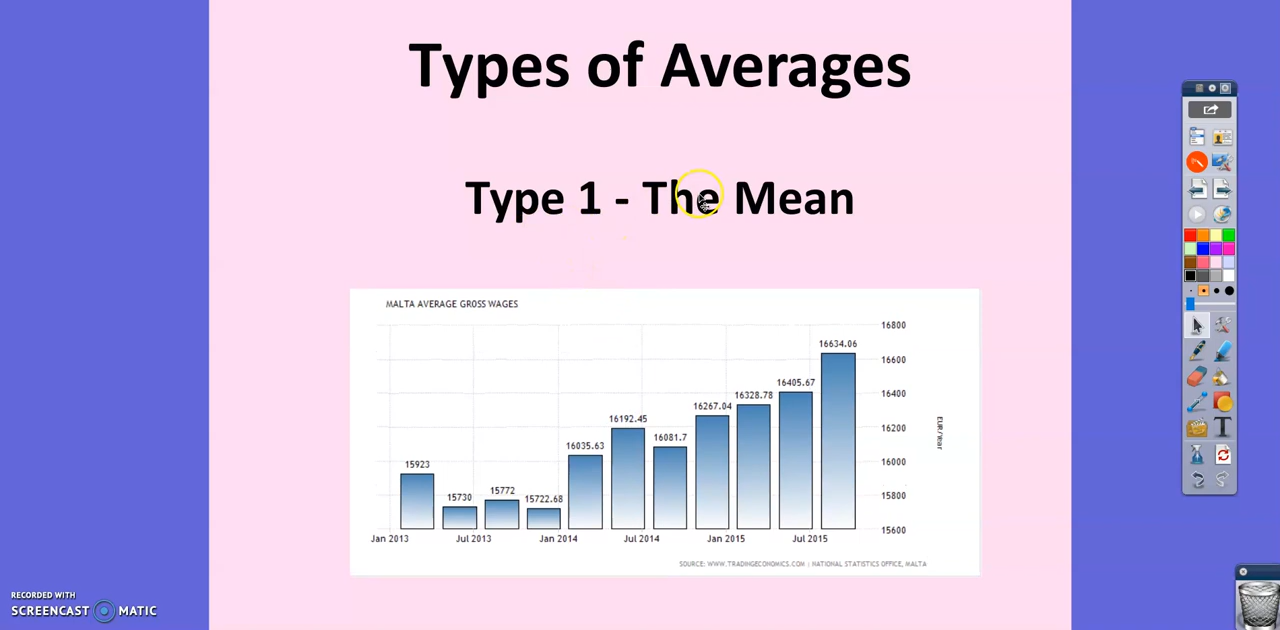 Types of Averages
Type 1 - The Mean
MALTA AVERAGE GROSS WAGES
16800
16634.06
16600
16405.67
16400
16328.78
16267.04
16192.45
16200
16081.7
16035.63
16000
15923
15800
15772
15730
15722.68
15600
EUR/Year
Jan 2013 Jul 2013 Jan 2014 Jul 2014 Jan 2015 Jul 2015
SOURCE: WWW.TRADINGECONOMICS.COM | NATIONAL STATISTICS OFFICE, MALTA
RECORDED WITH
SCREENCAST MATIC
T